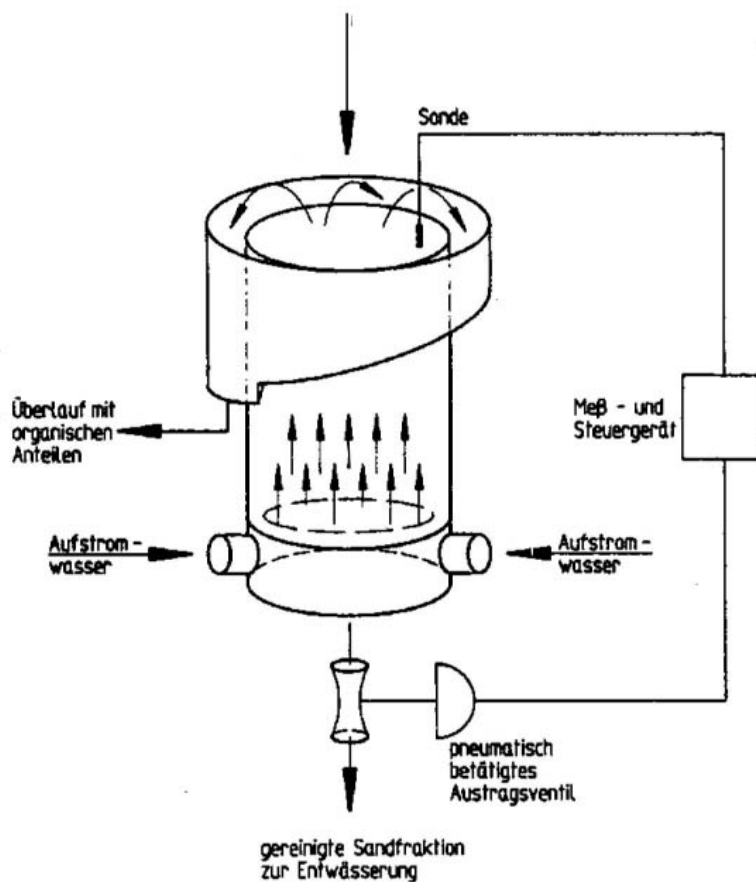 Sonde
Überlauf mit
organischen
Anteilen
Meß - und
Steuergerät
Aufstrom-
wasser
Aufstrom-
wasser
pneumatisch
betätigtes
Austragsventil
gereinigte Sandfraktion
zur Entwässerung